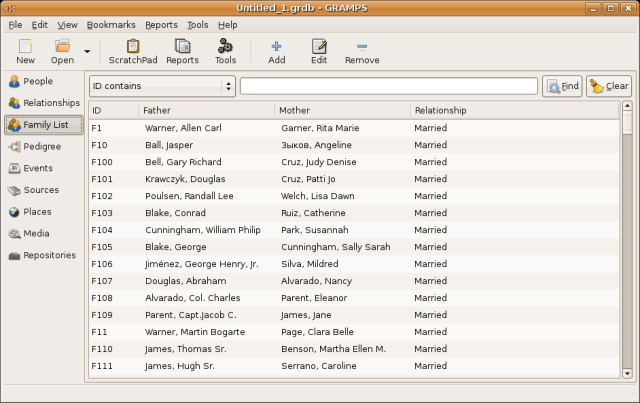 Untitled_1.grdb - GRAMPS
File Edit View Bookmarks Reports Tools Help
New Open ScratchPad Reports Tools Add Edit Remove
People
Relationships
Family List
Pedigree
Events
Sources
Places
Media
Repositories
ID contains Find Clear
ID Father Mother Relationship
F1 Warner, Allen Carl Garner, Rita Marie Married
F10 Ball, Jasper Зыков, Angeline Married
F100 Bell, Gary Richard Cruz, Judy Denise Married
F101 Krawczyk, Douglas Cruz, Patti Jo Married
F102 Poulsen, Randall Lee Welch, Lisa Dawn Married
F103 Blake, Conrad Ruiz, Catherine Married
F104 Cunningham, William Philip Park, Susannah Married
F105 Blake, George Cunningham, Sally Sarah Married
F106 Jiménez, George Henry, Jr. Silva, Mildred Married
F107 Douglas, Abraham Alvarado, Nancy Married
F108 Alvarado, Col. Charles Parent, Eleanor Married
F109 Parent, Capt.Jacob C. James, Jane Married
F11 Warner, Martin Bogarte Page, Clara Belle Married
F110 James, Thomas Sr. Benson, Martha Ellen M. Married
F111 James, Hugh Sr. Serrano, Caroline Married